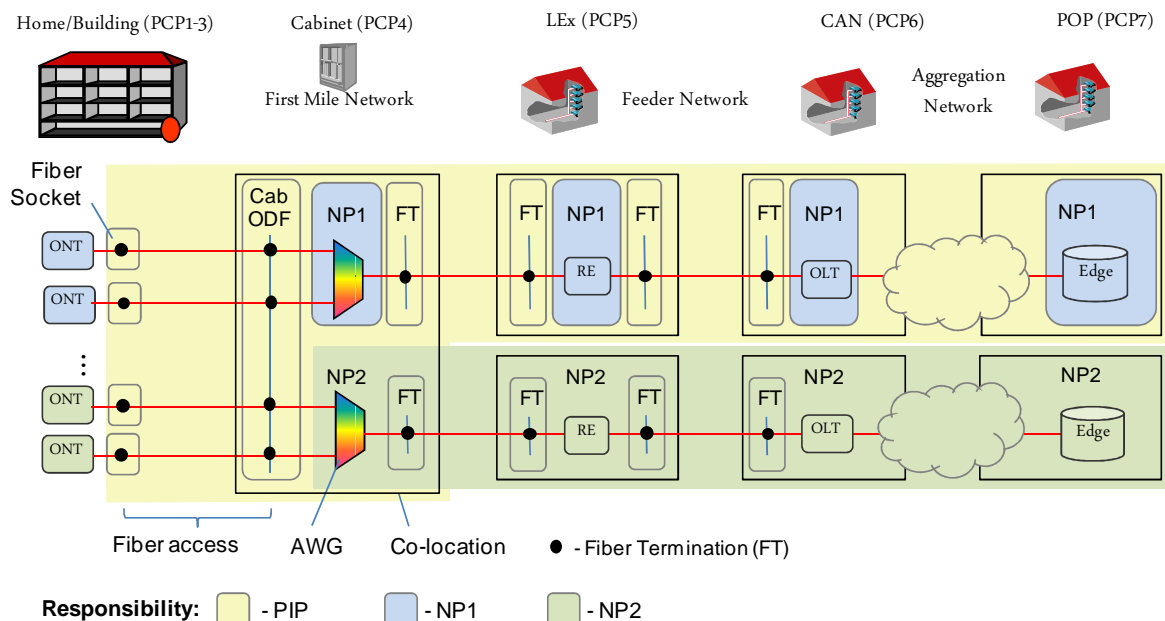 Home/Building (PCP1-3)
Cabinet (PCP4)
LEx (PCP5)
CAN (PCP6)
POP (PCP7)
First Mile Network
Feeder Network
Aggregation
Network
Fiber
Socket
Cab
ODF
NP1
FT
FT
NP1
FT
FT
NP1
NP1
ONT
RE
OLT
Edge
ONT
⋮
NP2
FT
NP2
FT
FT
NP2
FT
NP2
ONT
RE
OLT
Edge
ONT
Fiber access
AWG
Co-location
- Fiber Termination (FT)
Responsibility:
- PIP
- NP1
- NP2